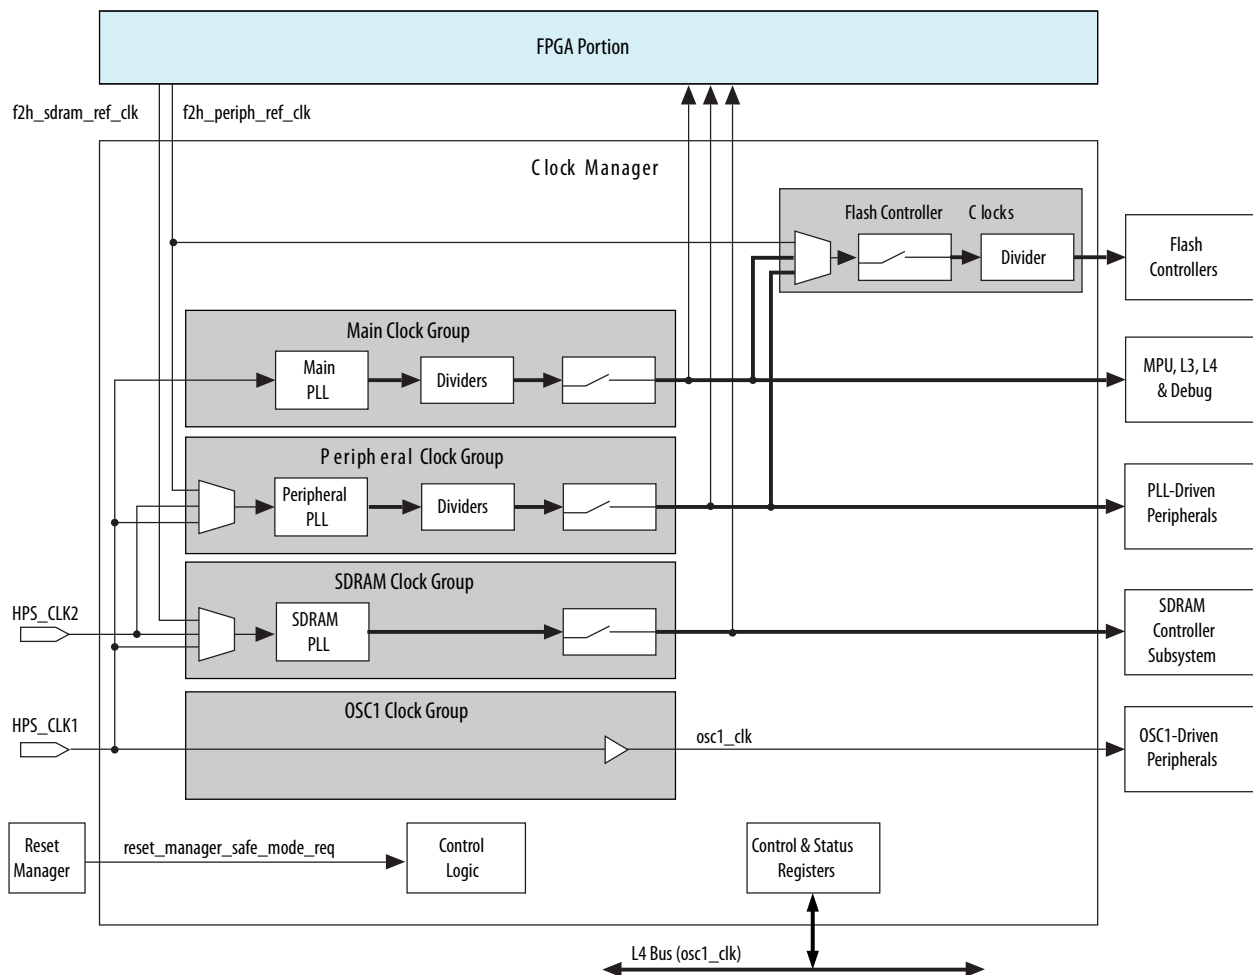 FPGA Portion
f2h_sdram_ref_clk
f2h_periph_ref_clk
Clock Manager
Flash Controller Clocks
Divider
Flash
Controllers
Main Clock Group
Main
PLL
Dividers
MPU, L3, L4
& Debug
Peripheral Clock Group
Peripheral
PLL
Dividers
PLL-Driven
Peripherals
SDRAM Clock Group
HPS_CLK2
SDRAM
PLL
SDRAM
Controller
Subsystem
OSC1 Clock Group
HPS_CLK1
osc1_clk
OSC1-Driven
Peripherals
Reset
Manager
reset_manager_safe_mode_req
Control
Logic
Control & Status
Registers
L4 Bus (osc1_clk)